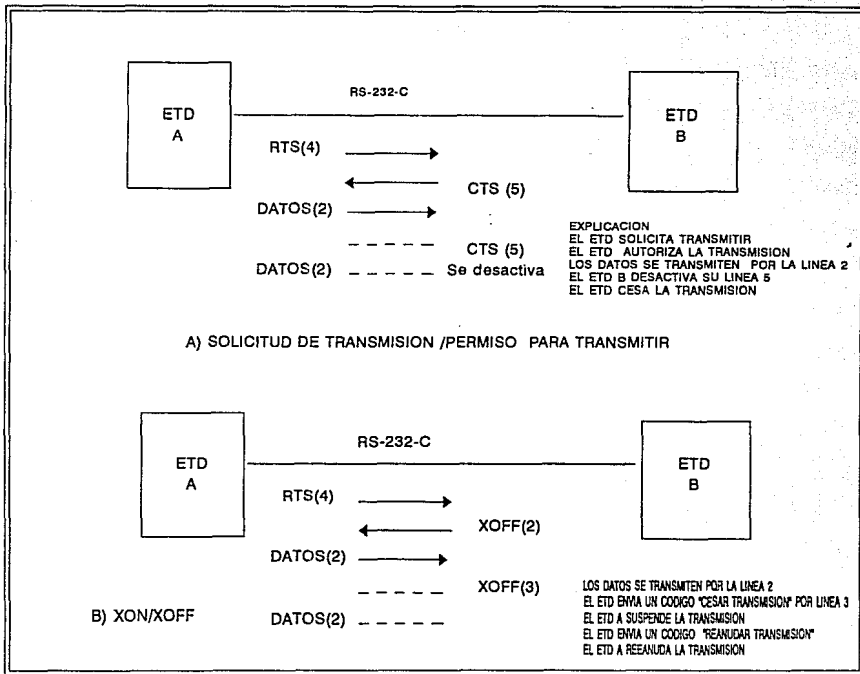 RS-232-C
ETD
A
ETD
B
RTS(4)
CTS (5)
DATOS(2)
CTS (5)
DATOS(2)
Se desactiva
EXPLICACION
EL ETD SOLICITA TRANSMITIR
EL ETD AUTORIZA LA TRANSMISION
LOS DATOS SE TRANSMITEN POR LA LINEA 2
EL ETD B DESACTIVA SU LINEA 5
EL ETD CESA LA TRANSMISION
A) SOLICITUD DE TRANSMISION /PERMISO PARA TRANSMITIR
RS-232-C
ETD
A
ETD
B
RTS(4)
XOFF(2)
DATOS(2)
XOFF(3)
B) XON/XOFF
DATOS(2)
LOS DATOS SE TRANSMITEN POR LA LINEA 2
EL ETD ENVIA UN CODIGO "CESAR TRANSMISION" POR LINEA 3
EL ETD A SUSPENDE LA TRANSMISION
EL ETD ENVIA UN CODIGO "REANUDAR TRANSMISION"
EL ETD A REEANUDA LA TRANSMISION